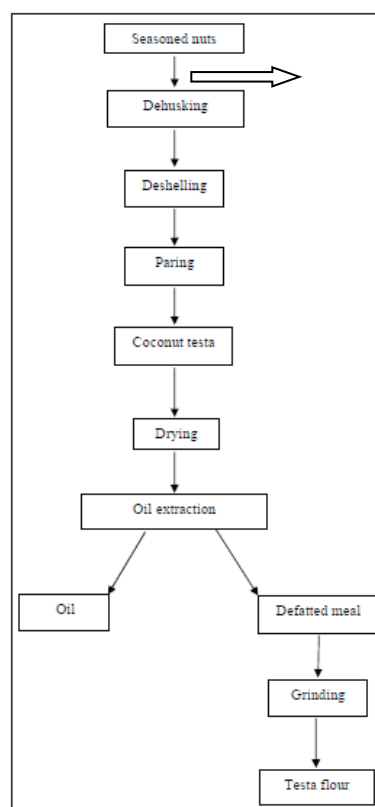 Seasoned nuts
Dehusking
Deshelling
Paring
Coconut testa
Drying
Oil extraction
Oil
Defatted meal
Grinding
Testa flour